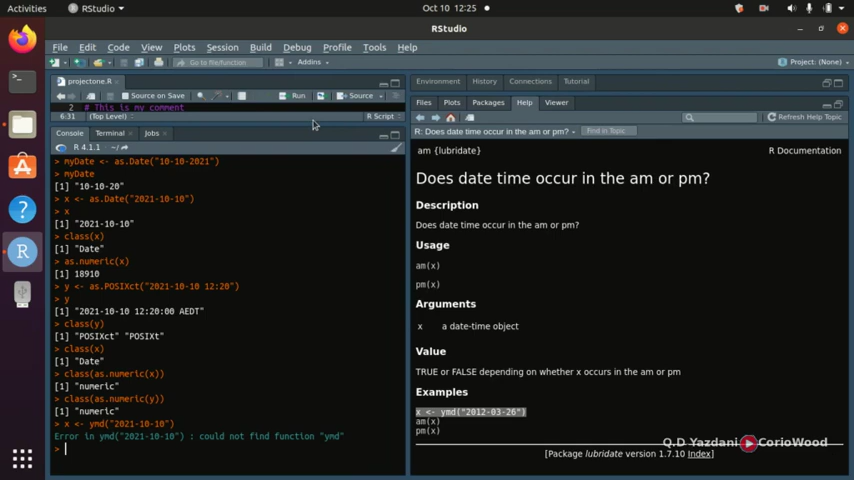 Activities
RStudio
Oct 10 12:25
RStudio
File Edit Code View Plots Session Build Debug Profile Tools Help
Go to file/function
Addins
Project: (None)
projectone.R
Source on Save
Run
Source
2 # This is my comment
6:31 (Top Level)
R Script
Console Terminal Jobs
R 4.1.1 · ~/
> myDate <- as.Date("10-10-2021")
> myDate
[1] "10-10-20"
> x <- as.Date("2021-10-10")
> x
[1] "2021-10-10"
> class(x)
[1] "Date"
> as.numeric(x)
[1] 18910
> y <- as.POSIXct("2021-10-10 12:20")
> y
[1] "2021-10-10 12:20:00 AEDT"
> class(y)
[1] "POSIXct" "POSIXt"
> class(x)
[1] "Date"
> class(as.numeric(x))
[1] "numeric"
> class(as.numeric(y))
[1] "numeric"
> x <- ymd("2021-10-10")
Error in ymd("2021-10-10") : could not find function "ymd"
>
Environment History Connections Tutorial
Files Plots Packages Help Viewer
Refresh Help Topic
R: Does date time occur in the am or pm?
Find in Topic
am {lubridate}
R Documentation
Does date time occur in the am or pm?
Description
Does date time occur in the am or pm?
Usage
am(x)
pm(x)
Arguments
x a date-time object
Value
TRUE or FALSE depending on whether x occurs in the am or pm
Examples
x <- ymd("2012-03-26")
am(x)
pm(x)
Q.D Yazdani CorioWood
[Package lubridate version 1.7.10 Index]